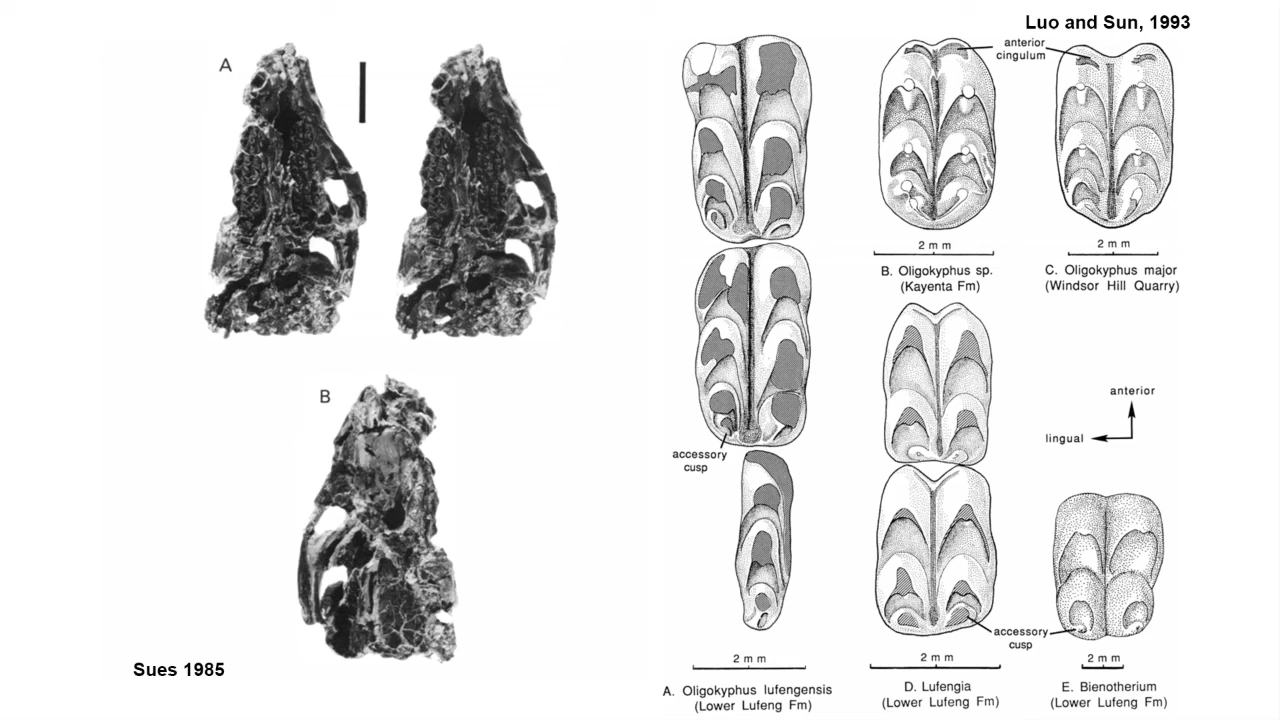 Luo and Sun, 1993
A
B
Sues 1985
anterior
cingulum
2 mm
B. Oligokyphus sp.
(Kayenta Fm)
2 mm
C. Oligokyphus major
(Windsor Hill Quarry)
accessory
cusp
anterior
lingual
accessory
cusp
2 mm
A. Oligokyphus lufengensis
(Lower Lufeng Fm)
2 mm
D. Lufengia
(Lower Lufeng Fm)
2 mm
E. Bienotherium
(Lower Lufeng Fm)